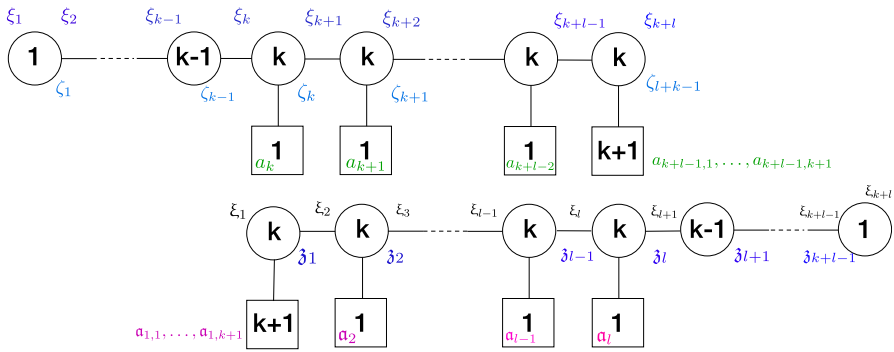 ξ₁ ξ₂ ξₖ₋₁ ξₖ ξₖ₊₁ ξₖ₊₂ ξₖ₊ₗ₋₁ ξₖ₊ₗ
1 k-1 k k k k
ζ₁ ζₖ₋₁ ζₖ ζₖ₊₁ ζₗ₊ₖ₋₁
1 1 1 k+1
aₖ aₖ₊₁ aₖ₊ₗ₋₂ aₖ₊ₗ₋₁,₁, . . . , aₖ₊ₗ₋₁,ₖ₊₁
ξ₁ ξ₂ ξ₃ ξₗ₋₁ ξₗ ξₗ₊₁ ξₖ₊ₗ₋₁ ξₖ₊ₗ
k k k k k-1 1
𝔷1 𝔷2 𝔷l−1 𝔷l 𝔷l+1 𝔷k+l−1
k+1 1 1 1
𝔞₁,₁, . . . , 𝔞₁,ₖ₊₁ 𝔞₂ 𝔞ₗ₋₁ 𝔞ₗ